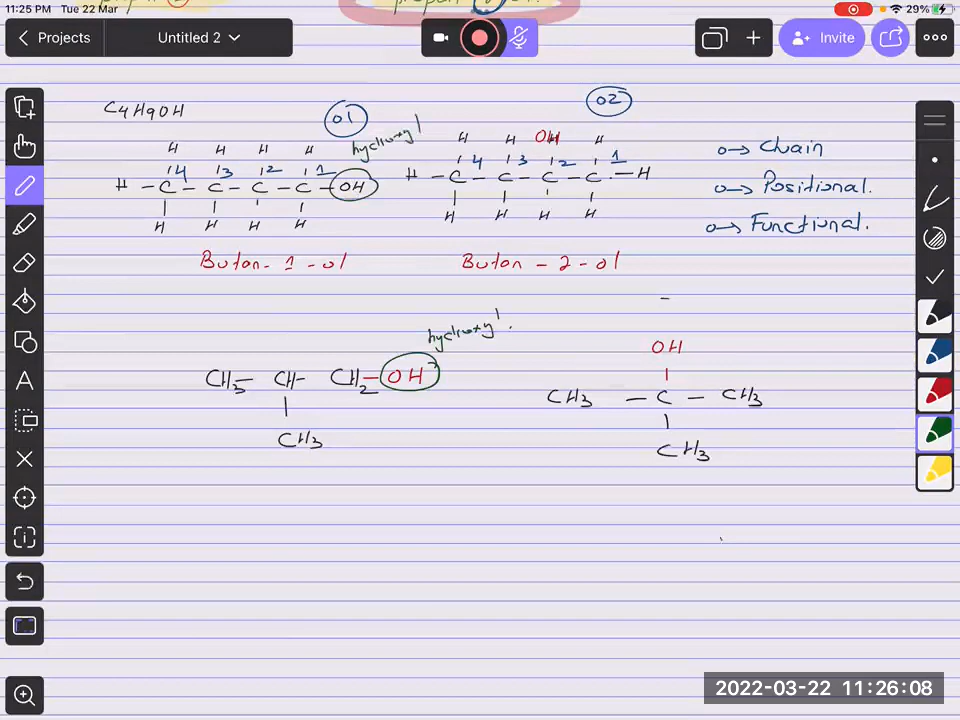 11:25 PM Tue 22 Mar
29%
Projects
Untitled 2
Invite
C4H9OH
01
02
hydroxyl
H H H H
H H OH H
4 3 2 1
4 3 2 1
H - C - C - C - C - OH
H - C - C - C - C - H
H H H H
H H H H
Chain
Positional.
Functional.
Butan - 1 - ol
Butan - 2 - ol
hydroxyl.
OH
CH3 - CH - CH2 - OH
CH3 - C - CH3
CH3
CH3
2022-03-22 11:26:08